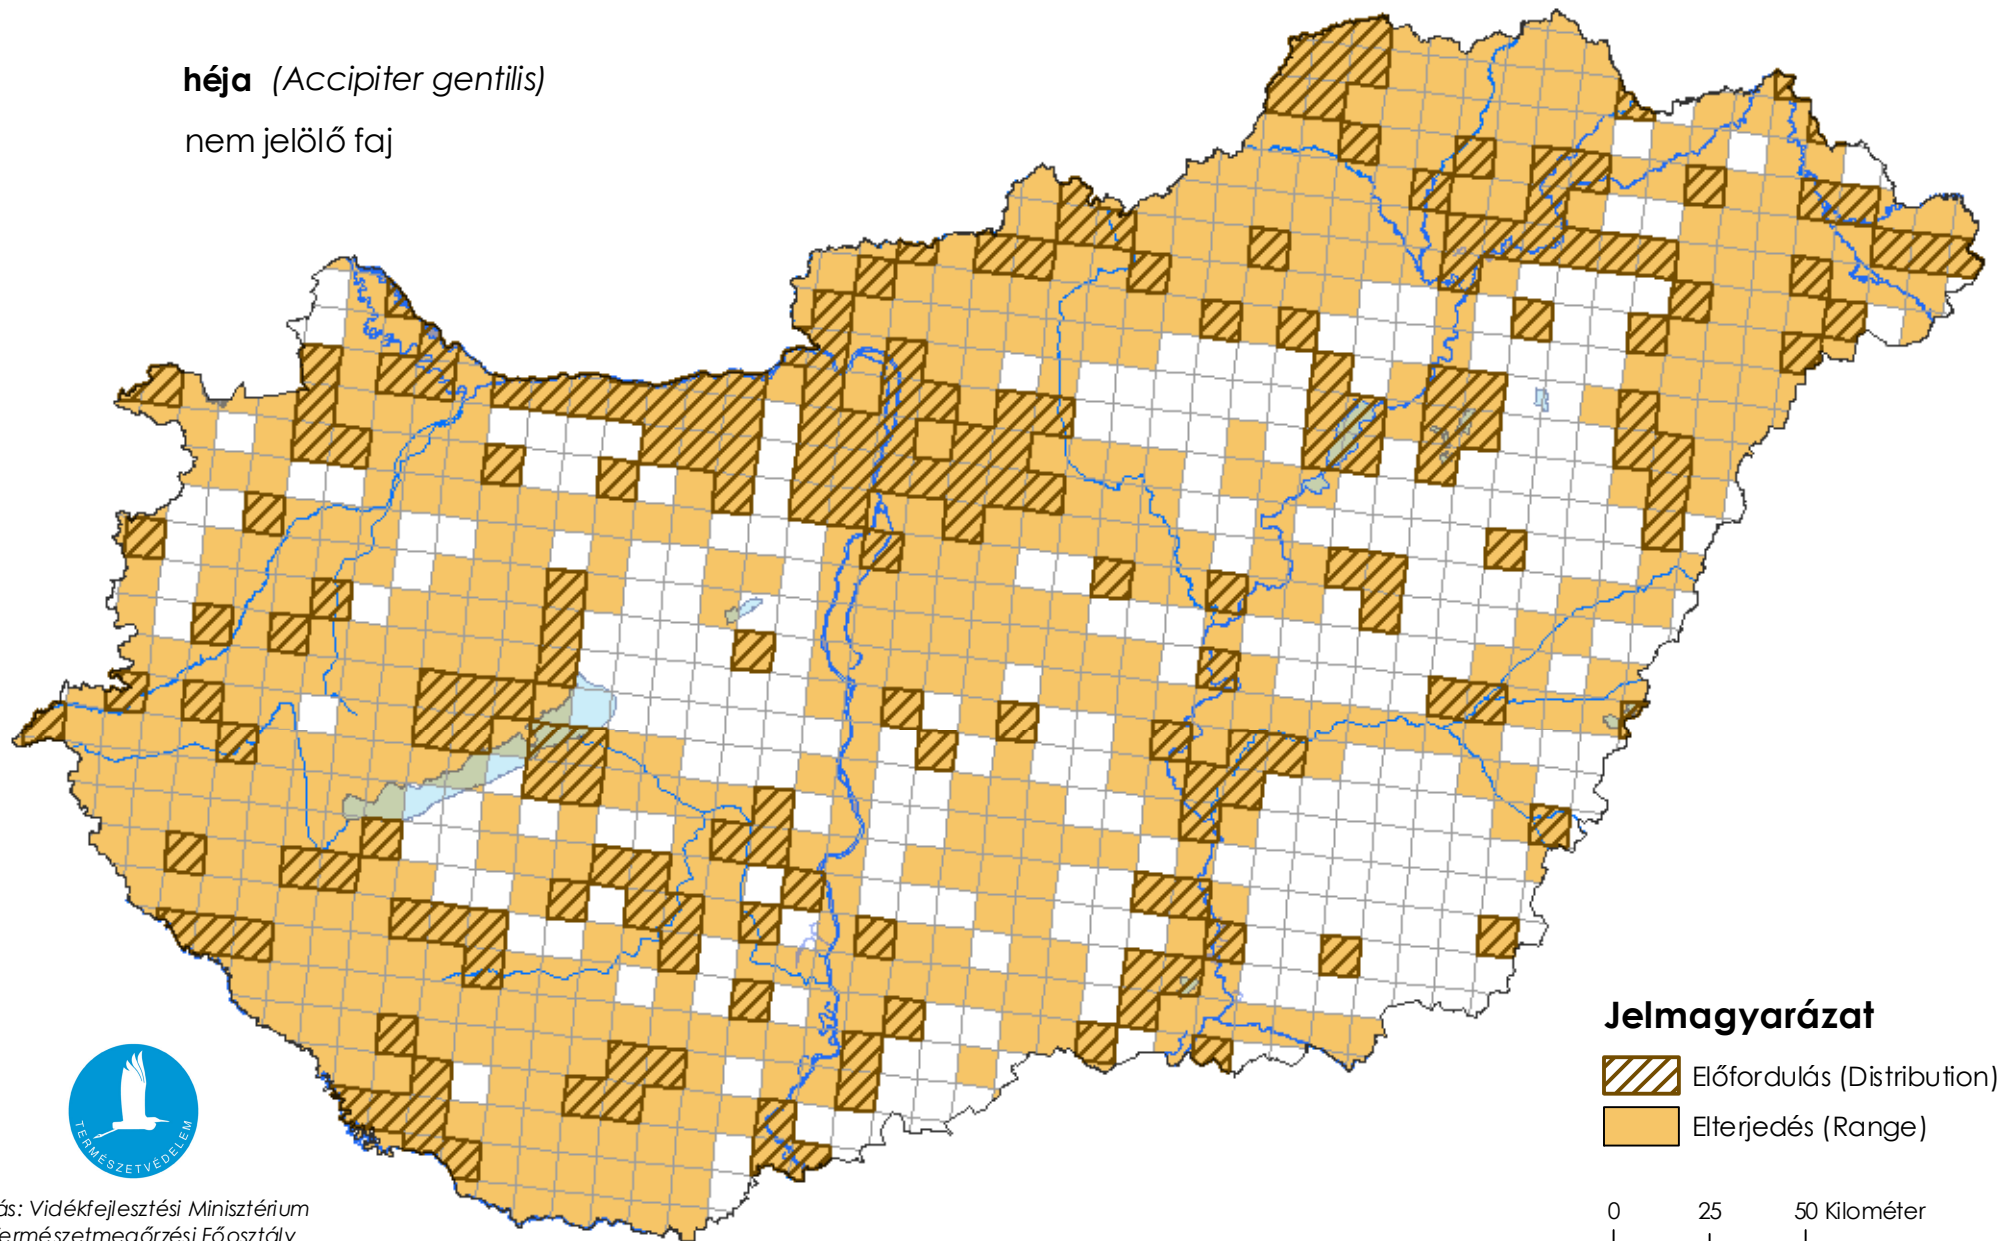 héja (Accipiter gentilis)
nem jelölő faj
Jelmagyarázat
Előfordulás (Distribution)
Elterjedés (Range)
0 25 50 Kilométer
TERMÉSZETVÉDELEM
Vidékfejlesztési Minisztérium
Főosztály